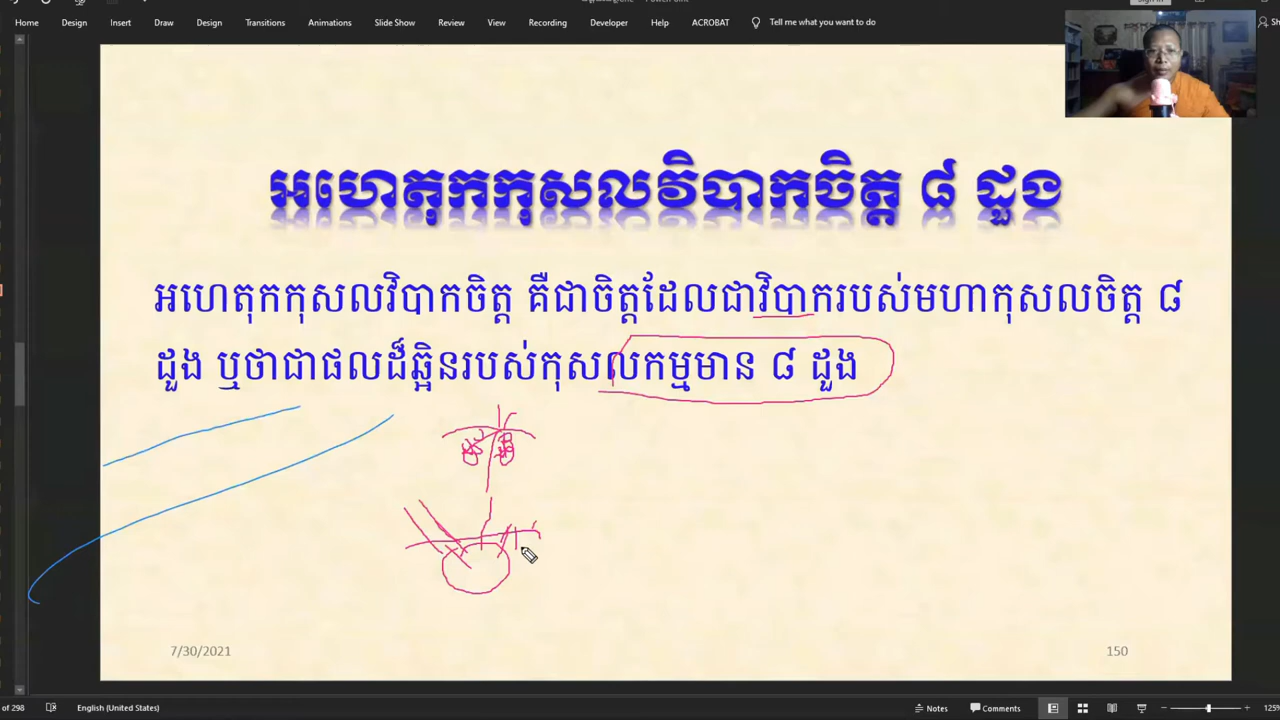 Home Design Insert Draw Design Transitions Animations Slide Show Review View Recording Developer Help ACROBAT Tell me what you want to do
អហេតុកកុសលវិបាកចិត្ត ៨ ដួង
អហេតុកកុសលវិបាកចិត្ត គឺជាចិត្តដែលជាវិបាករបស់មហាកុសលចិត្ត ៨
ដួង ឬថាជាផលដ៏ឆ្អិនរបស់កុសលកម្មមាន ៨ ដួង
7/30/2021 150
of 298 English (United States) Notes Comments 125%